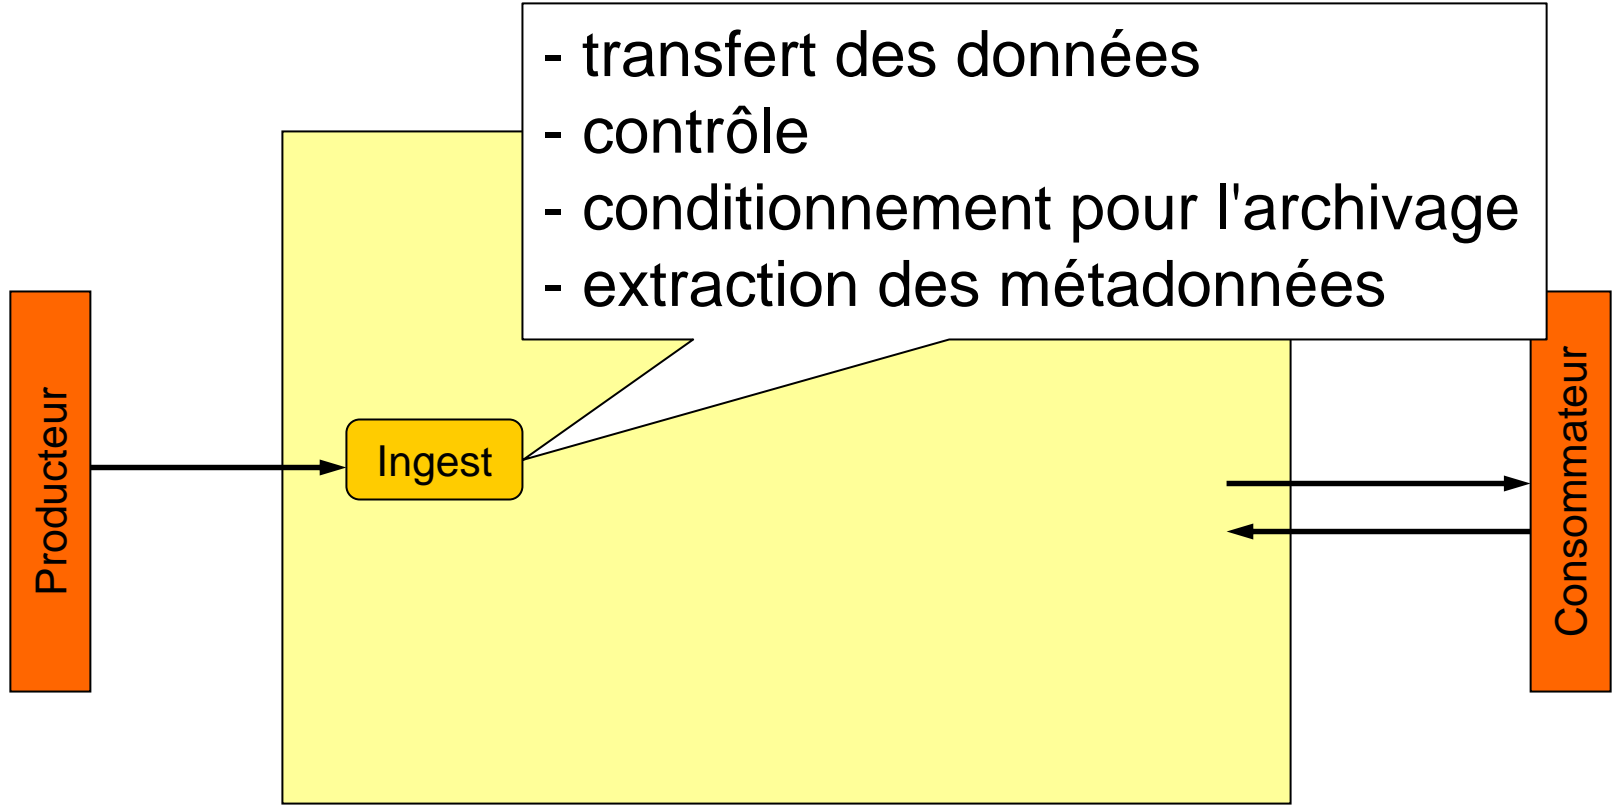 - transfert des données
- contrôle
- conditionnement pour l'archivage
- extraction des métadonnées
Producteur
Ingest
Consommateur